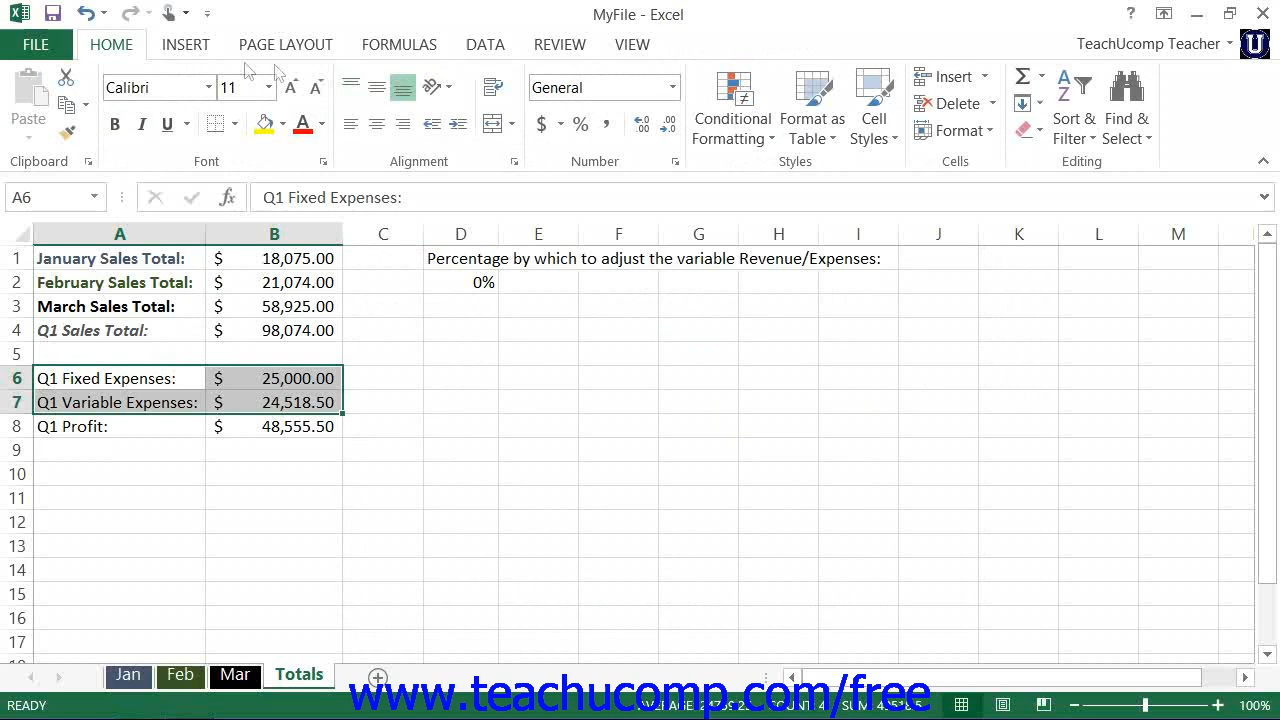 MyFile - Excel
?
FILE HOME INSERT PAGE LAYOUT FORMULAS DATA REVIEW VIEW TeachUcomp Teacher U
Calibri 11 General Insert
Paste Conditional Formatting Format as Table Cell Styles Delete Sort & Filter Find & Select
B I U A $ % , Format
Clipboard Font Alignment Number Styles Cells Editing
A6 fx Q1 Fixed Expenses:
A B C D E F G H I J K L M
1 January Sales Total: $ 18,075.00 Percentage by which to adjust the variable Revenue/Expenses:
2 February Sales Total: $ 21,074.00 0%
3 March Sales Total: $ 58,925.00
4 Q1 Sales Total: $ 98,074.00
5
6 Q1 Fixed Expenses: $ 25,000.00
7 Q1 Variable Expenses: $ 24,518.50
8 Q1 Profit: $ 48,555.50
9
10
11
12
13
14
15
16
17
Jan Feb Mar Totals
www.teachucomp.com/free
READY 100%